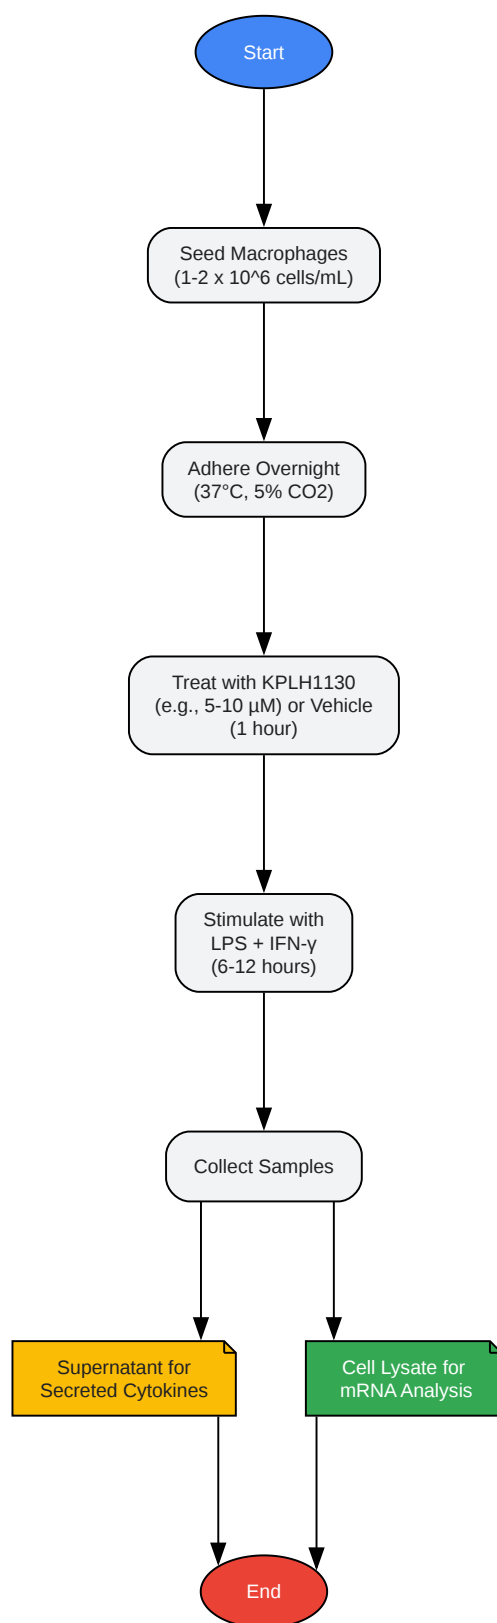 Start
Seed Macrophages
(1-2 x 10^6 cells/mL)
Adhere Overnight
(37°C, 5% CO2)
Treat with KPLH1130
(e.g., 5-10 µM) or Vehicle
(1 hour)
Stimulate with
LPS + IFN-γ
(6-12 hours)
Collect Samples
Supernatant for
Secreted Cytokines
Cell Lysate for
mRNA Analysis
End